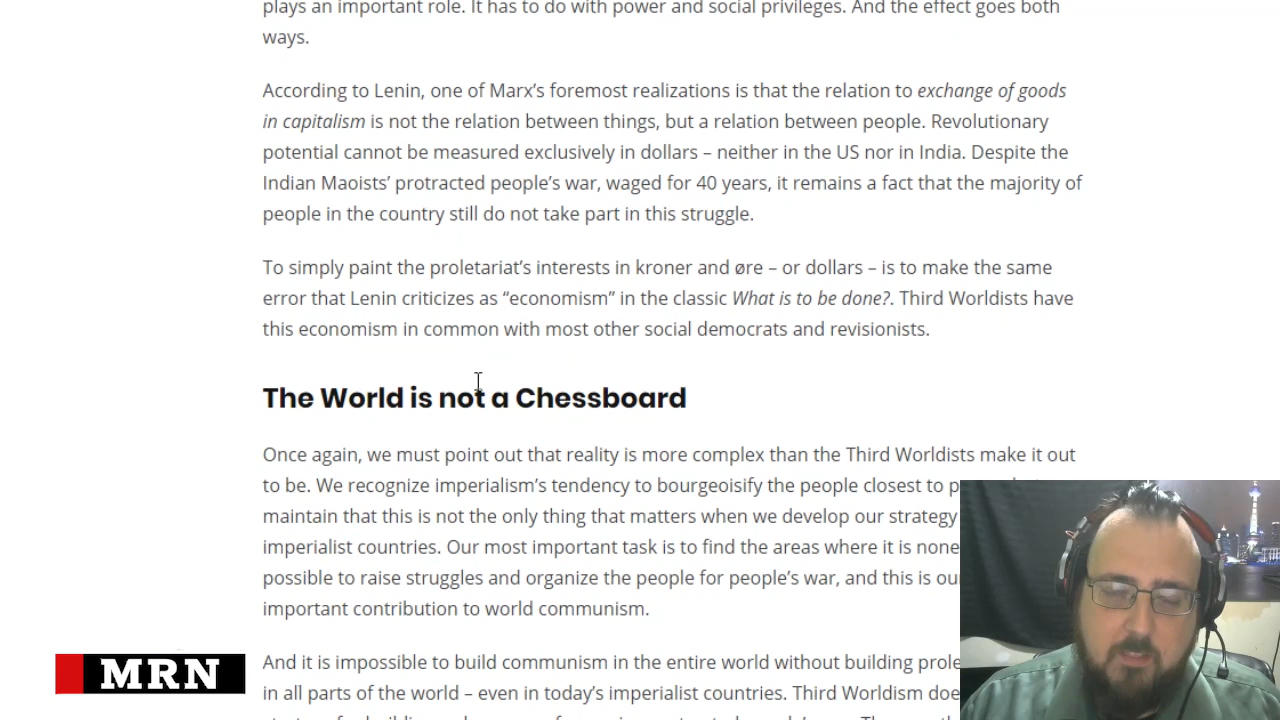 plays an important role. It has to do with power and social privileges. And the effect goes both
ways.
According to Lenin, one of Marx’s foremost realizations is that the relation to exchange of goods
in capitalism is not the relation between things, but a relation between people. Revolutionary
potential cannot be measured exclusively in dollars – neither in the US nor in India. Despite the
Indian Maoists’ protracted people’s war, waged for 40 years, it remains a fact that the majority of
people in the country still do not take part in this struggle.
To simply paint the proletariat’s interests in kroner and øre – or dollars – is to make the same
error that Lenin criticizes as “economism” in the classic What is to be done?. Third Worldists have
this economism in common with most other social democrats and revisionists.
The World is not a Chessboard
Once again, we must point out that reality is more complex than the Third Worldists make it out
to be. We recognize imperialism’s tendency to bourgeoisify the people closest to
maintain that this is not the only thing that matters when we develop our strategy
imperialist countries. Our most important task is to find the areas where it is none
possible to raise struggles and organize the people for people’s war, and this is
important contribution to world communism.
And it is impossible to build communism in the entire world without building
in all parts of the world – even in today’s imperialist countries. Third Worldism
MRN